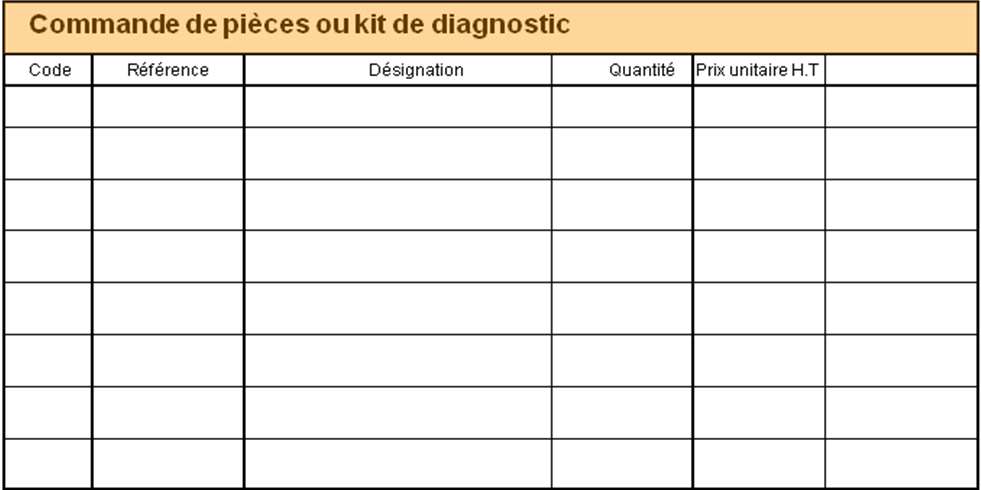 Commande de pièces ou kit de diagnostic
Code Référence Désignation Quantité Prix unitaire H.T